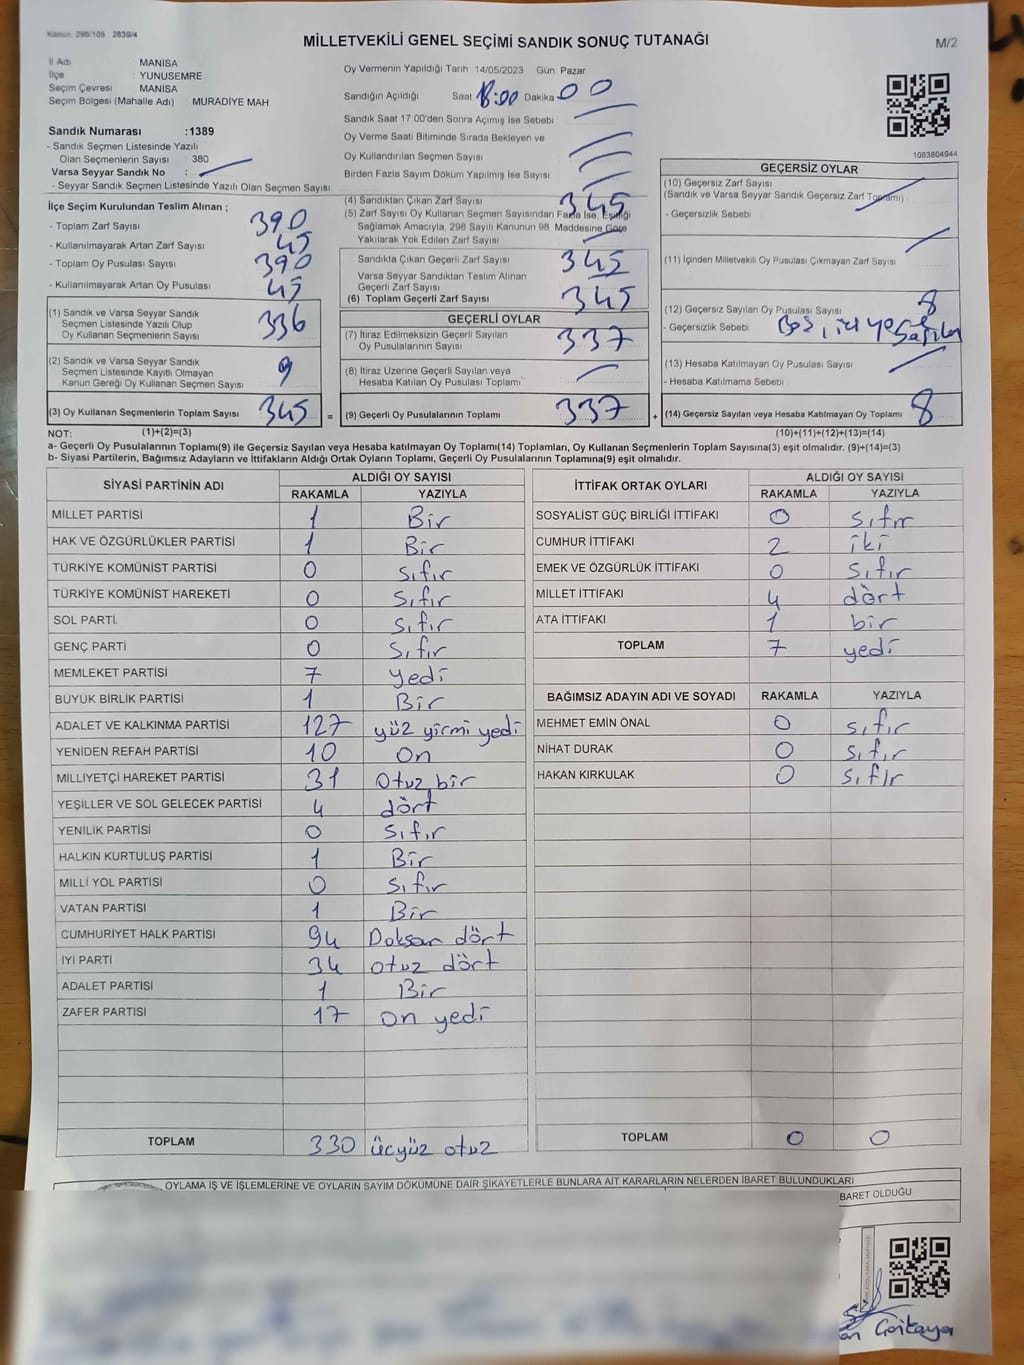 Kanun 298/105 . 2839/4
MİLLETVEKİLİ GENEL SEÇİMİ SANDIK SONUÇ TUTANAĞI
M/2
İl Adı MANİSA
İlçe YUNUSEMRE
Seçim Çevresi MANİSA
Seçim Bölgesi (Mahalle Adı) MURADİYE MAH
Sandık Numarası :1389
- Sandık Seçmen Listesinde Yazılı
Olan Seçmenlerin Sayısı : 380
Varsa Seyyar Sandık No :
- Seyyar Sandık Seçmen Listesinde Yazılı Olan Seçmen Sayısı
İlçe Seçim Kurulundan Teslim Alınan ;
- Toplam Zarf Sayısı 390
- Kullanılmayarak Artan Zarf Sayısı 45
- Toplam Oy Pusulası Sayısı 390
- Kullanılmayarak Artan Oy Pusulası 45
(1) Sandık ve Varsa Seyyar Sandık
Seçmen Listesinde Yazılı Olup
Oy Kullanan Seçmenlerin Sayısı 336
(2) Sandık ve Varsa Seyyar Sandık
Seçmen Listesinde Kayıtlı Olmayan
Kanun Gereği Oy Kullanan Seçmen Sayısı 9
(3) Oy Kullanan Seçmenlerin Toplam Sayısı 345 =
Oy Vermenin Yapıldığı Tarih :14/05/2023 Gün: Pazar
Sandığın Açıldığı Saat 18:00 Dakika 00
Sandık Saat 17.00'den Sonra Açımış İse Sebebi
Oy Verme Saati Bitiminde Sırada Bekleyen ve
Oy Kullandırılan Seçmen Sayısı
Birden Fazla Sayım Döküm Yapılmış İse Sayısı
(4) Sandıktan Çıkan Zarf Sayısı 345
(5) Zarf Sayısı Oy Kullanan Seçmen Sayısından Fazla İse, Eşitliği
Sağlamak Amacıyla, 298 Sayılı Kanunun 98. Maddesine Göre
Yakılarak Yok Edilen Zarf Sayısı
Sandıkta Çıkan Geçerli Zarf Sayısı 345
Varsa Seyyar Sandıktan Teslim Alınan
Geçerli Zarf Sayısı
(6) Toplam Geçerli Zarf Sayısı 345
GEÇERLİ OYLAR
(7) İtiraz Edilmeksizin Geçerli Sayılan
Oy Pusulalarının Sayısı 337
(8) İtiraz Üzerine Geçerli Sayılan veya
Hesaba Katılan Oy Pusulası Toplamı
(9) Geçerli Oy Pusulalarının Toplamı 337 +
1083804944
GEÇERSİZ OYLAR
(10) Geçersiz Zarf Sayısı
(Sandık ve Varsa Seyyar Sandık Geçersiz Zarf Toplamı)
- Geçersizlik Sebebi
(11) İçinden Milletvekili Oy Pusulası Çıkmayan Zarf Sayısı
(12) Geçersiz Sayılan Oy Pusulası Sayısı 8
- Geçersizlik Sebebi Boş,
(13) Hesaba Katılmayan Oy Pusulası Sayısı
- Hesaba Katılmama Sebebi
(14) Geçersiz Sayılan veya Hesaba Katılmayan Oy Toplamı 8
NOT: (1)+(2)=(3) (10)+(11)+(12)+(13)=(14)
a- Geçerli Oy Pusulalarının Toplamı(9) ile Geçersiz Sayılan veya Hesaba katılmayan Oy Toplamı(14) Toplamları, Oy Kullanan Seçmenlerin Toplam Sayısına(3) eşit olmalıdır. (9)+(14)=(3)
b- Siyasi Partilerin, Bağımsız Adayların ve İttifakların Aldığı Ortak Oyların Toplamı, Geçerli Oy Pusulalarının Toplamına(9) eşit olmalıdır.
SİYASİ PARTİNİN ADI ALDIĞI OY SAYISI
RAKAMLA YAZIYLA
MİLLET PARTİSİ 1 Bir
HAK VE ÖZGÜRLÜKLER PARTİSİ 1 Bir
TÜRKİYE KOMÜNİST PARTİSİ 0 Sıfır
TÜRKİYE KOMÜNİST HAREKETİ 0 Sıfır
SOL PARTİ. 0 Sıfır
GENÇ PARTİ 0 Sıfır
MEMLEKET PARTİSİ 7 yedi
BÜYÜK BİRLİK PARTİSİ 1 Bir
ADALET VE KALKINMA PARTİSİ 127 yüz yirmi yedi
YENİDEN REFAH PARTİSİ 10 On
MİLLİYETÇİ HAREKET PARTİSİ 31 Otuz bir
YEŞİLLER VE SOL GELECEK PARTİSİ 4 dört
YENİLİK PARTİSİ 0 Sıfır
HALKIN KURTULUŞ PARTİSİ 1 Bir
MİLLİ YOL PARTİSİ 0 Sıfır
VATAN PARTİSİ 1 Bir
CUMHURİYET HALK PARTİSİ 94 Doksan dört
İYİ PARTİ 34 otuz dört
ADALET PARTİSİ 1 Bir
ZAFER PARTİSİ 17 on yedi
TOPLAM 330 üçyüz otuz
İTTİFAK ORTAK OYLARI ALDIĞI OY SAYISI
RAKAMLA YAZIYLA
SOSYALİST GÜÇ BİRLİĞİ İTTİFAKI 0 Sıfır
CUMHUR İTTİFAKI 2 iki
EMEK VE ÖZGÜRLÜK İTTİFAKI 0 Sıfır
MİLLET İTTİFAKI 4 dört
ATA İTTİFAKI 1 bir
TOPLAM 7 yedi
BAĞIMSIZ ADAYIN ADI VE SOYADI RAKAMLA YAZIYLA
MEHMET EMİN ÖNAL 0 sıfır
NİHAT DURAK 0 sıfır
HAKAN KIRKULAK 0 sıfır
TOPLAM 0 0
OYLAMA İŞ VE İŞLEMLERİNE VE OYLARIN SAYIM DÖKÜMÜNE DAİR ŞİKAYETLERLE BUNLARA AİT KARARLARIN NELERDEN İBARET BULUNDUKLARI
BARET OLDUĞU